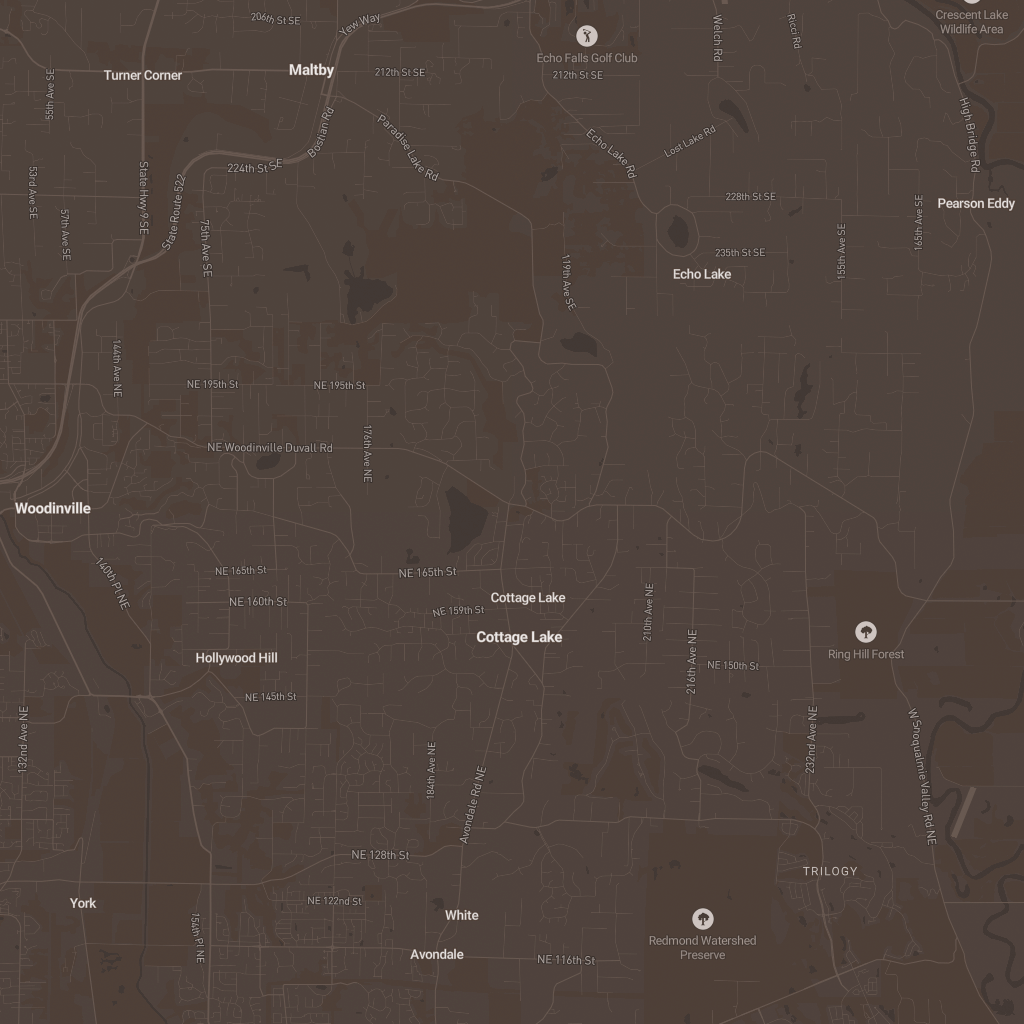 206th St SE
Yew Way
Welch Rd
Ricci Rd
Crescent Lake
Wildlife Area
Echo Falls Golf Club
Turner Corner
Maltby
212th St SE
212th St SE
55th Ave SE
Bostian Rd
Paradise Lake Rd
Echo Lake Rd
Lost Lake Rd
High Bridge Rd
224th St SE
State Hwy 9 SE
State Route 522
53rd Ave SE
57th Ave SE
75th Ave SE
228th St SE
Pearson Eddy
165th Ave SE
155th Ave SE
235th St SE
Echo Lake
119th Ave SE
144th Ave NE
NE 195th St
NE 195th St
NE Woodinville Duvall Rd
176th Ave NE
Woodinville
140th Pl NE
NE 165th St
NE 165th St
NE 160th St
NE 159th St
Cottage Lake
Cottage Lake
210th Ave NE
216th Ave NE
NE 150th St
Ring Hill Forest
Hollywood Hill
NE 145th St
132nd Ave NE
184th Ave NE
Avondale Rd NE
232nd Ave NE
W Snoqualmie Valley Rd NE
NE 128th St
TRILOGY
York
NE 122nd St
White
154th Pl NE
Avondale
NE 116th St
Redmond Watershed
Preserve